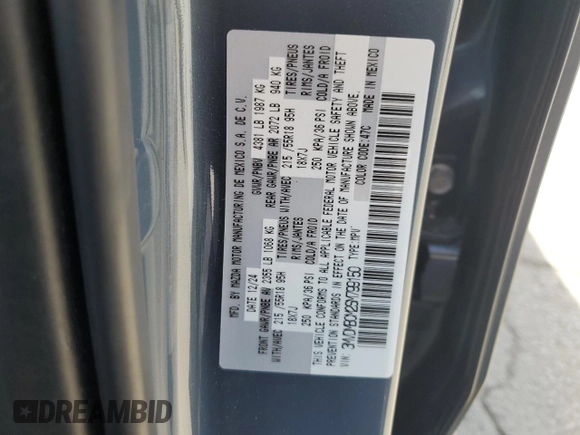 MFD. BY MAZDA MOTOR MANUFACTURING DE MEXICO S.A. DE C.V.
DATE 12/24 GVWR/PNBV 4381 LB 1987 KG
FRONT GAWR/PNBE AV 2355 LB 1068 KG REAR GAWR/PNBE AR 2072 LB 940 KG
WITH/AVEC 215/55R18 95H TIRES/PNEUS WITH/AVEC 215/55R18 95H TIRES/PNEUS
18X7J RIMS/JANTES 18X7J RIMS/JANTES
250 KPA/36 PSI COLD/A FROID 250 KPA/36 PSI COLD/A FROID
THIS VEHICLE CONFORMS TO ALL APPLICABLE FEDERAL MOTOR VEHICLE SAFETY AND THEFT
PREVENTION STANDARDS IN EFFECT ON THE DATE OF MANUFACTURE SHOWN ABOVE.
VIN: TYPE:MPV COLOR CODE:47C MADE IN MEXICO
DREAMBID